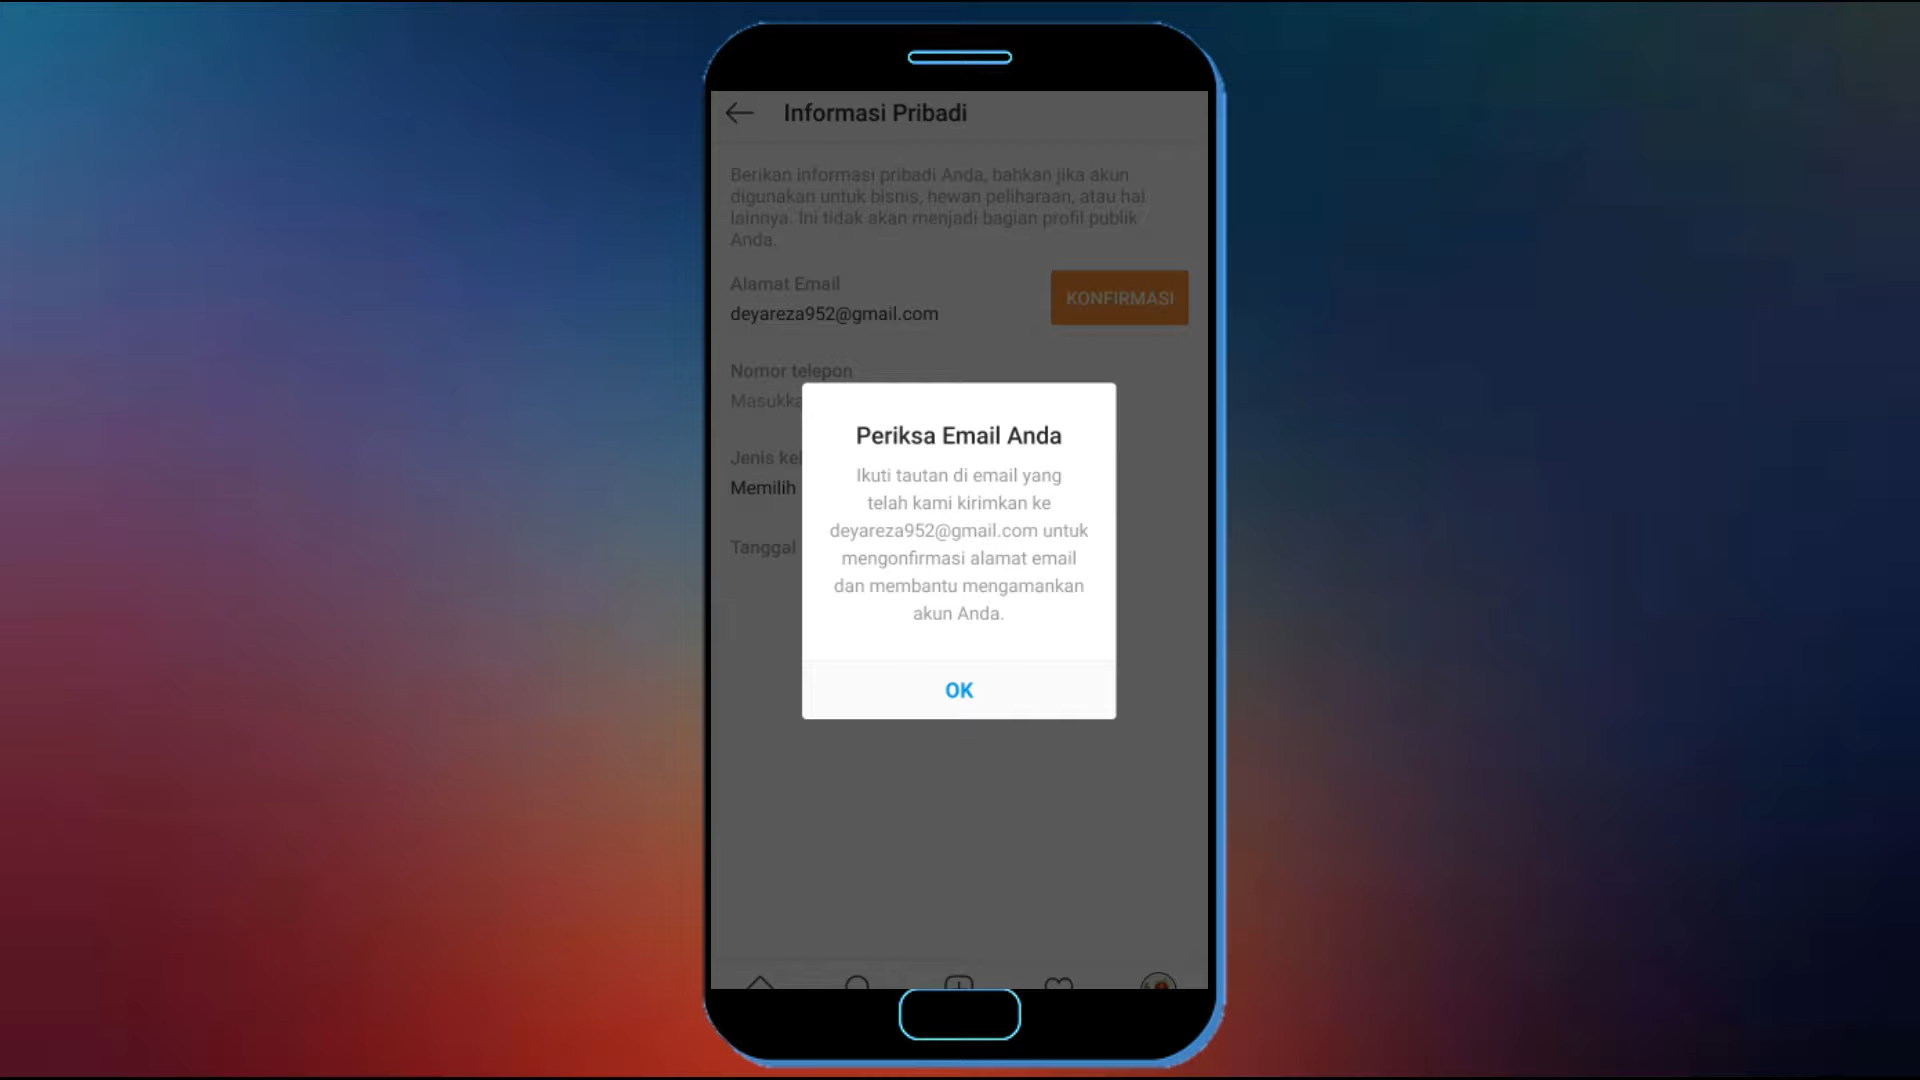 Informasi Pribadi
Berikan informasi pribadi Anda, bahkan jika akun
digunakan untuk bisnis, hewan peliharaan, atau hal
lainnya. Ini tidak akan menjadi bagian profil publik
Anda.
Alamat Email
deyareza952@gmail.com
KONFIRMASI
Nomor telepon
Periksa Email Anda
Ikuti tautan di email yang
telah kami kirimkan ke
deyareza952@gmail.com untuk
mengonfirmasi alamat email
dan membantu mengamankan
akun Anda.
OK
Jenis
Memilih
Tanggal